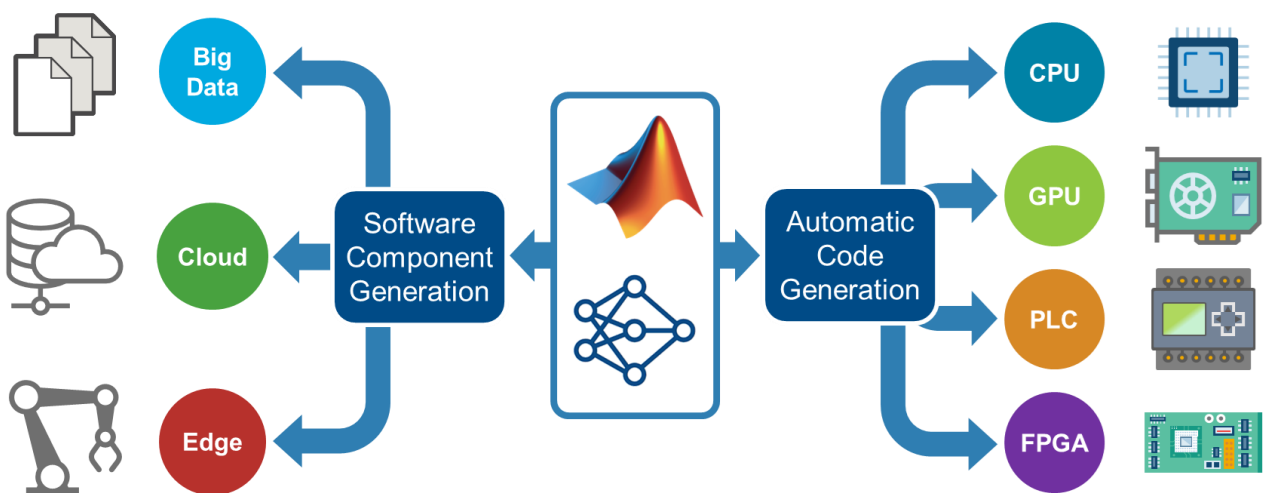 Big
Data
Cloud
Edge
Software
Component
Generation
Automatic
Code
Generation
CPU
GPU
PLC
FPGA